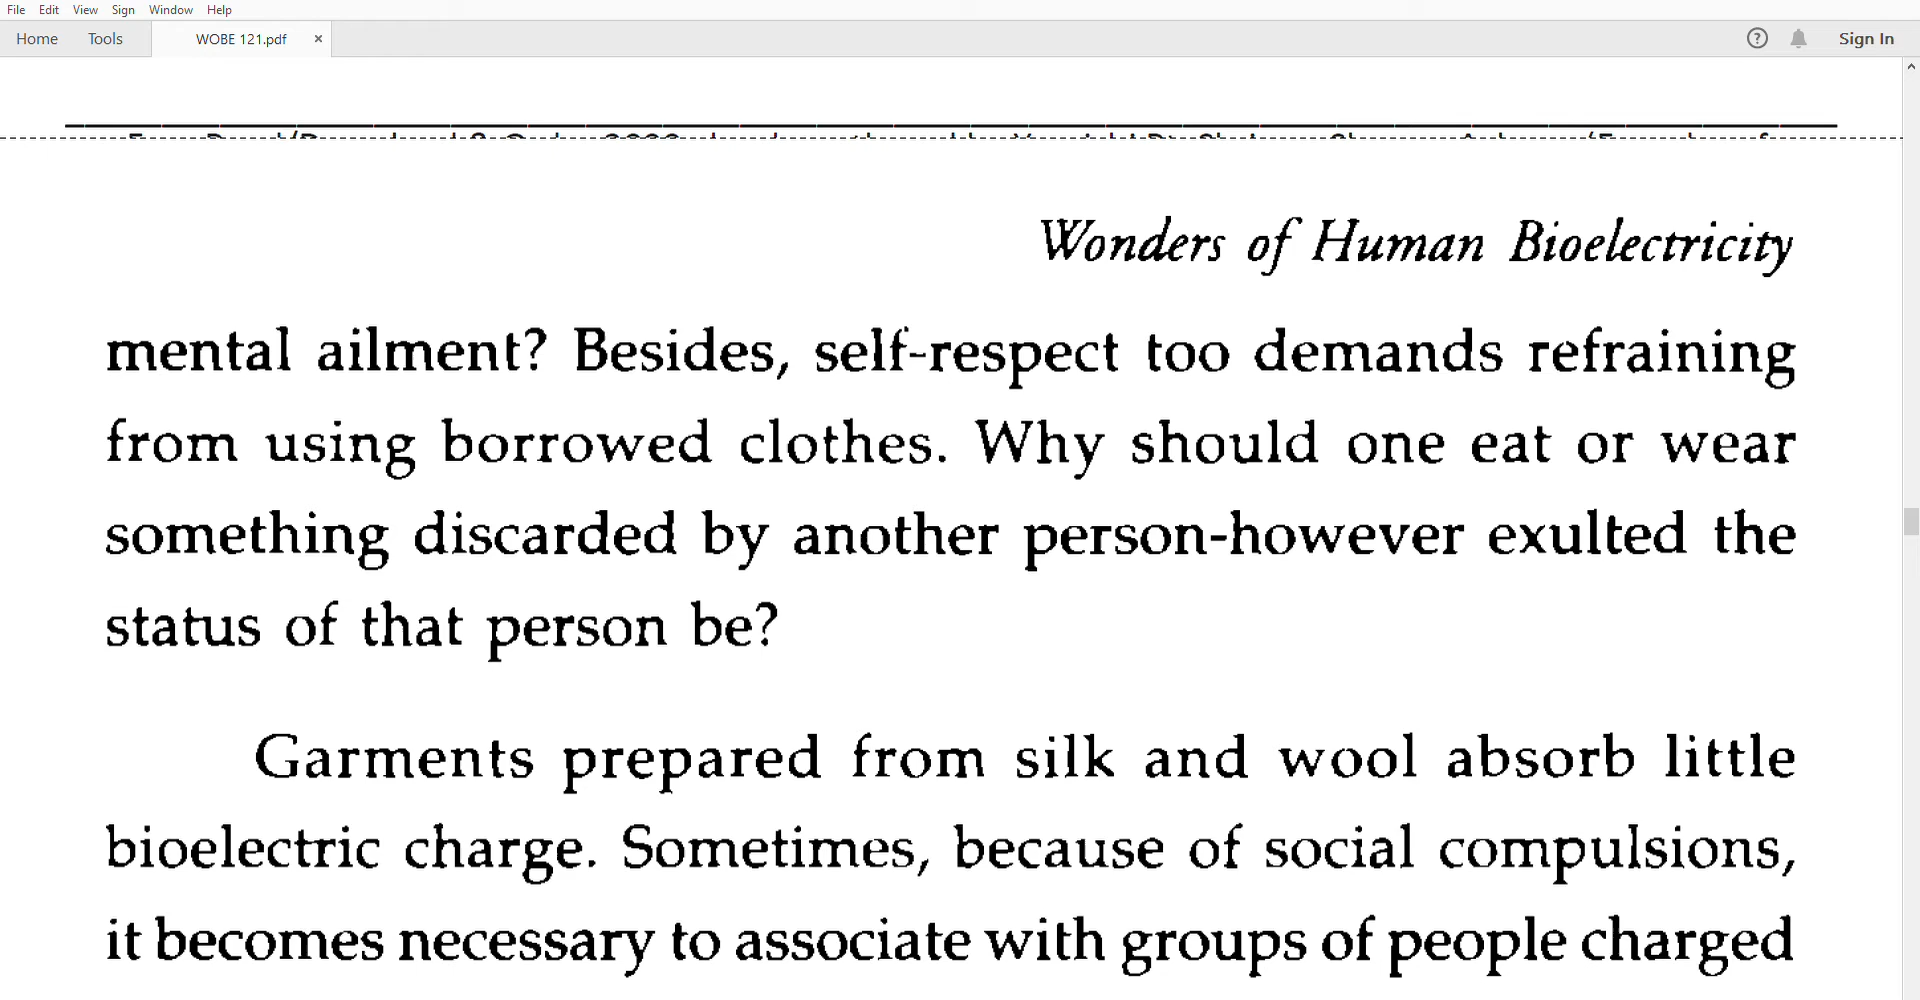 File Edit View Sign Window Help
Home Tools WOBE 121.pdf × ? Sign In
Wonders of Human Bioelectricity
mental ailment? Besides, self-respect too demands refraining
from using borrowed clothes. Why should one eat or wear
something discarded by another person-however exulted the
status of that person be?
Garments prepared from silk and wool absorb little
bioelectric charge. Sometimes, because of social compulsions,
it becomes necessary to associate with groups of people charged